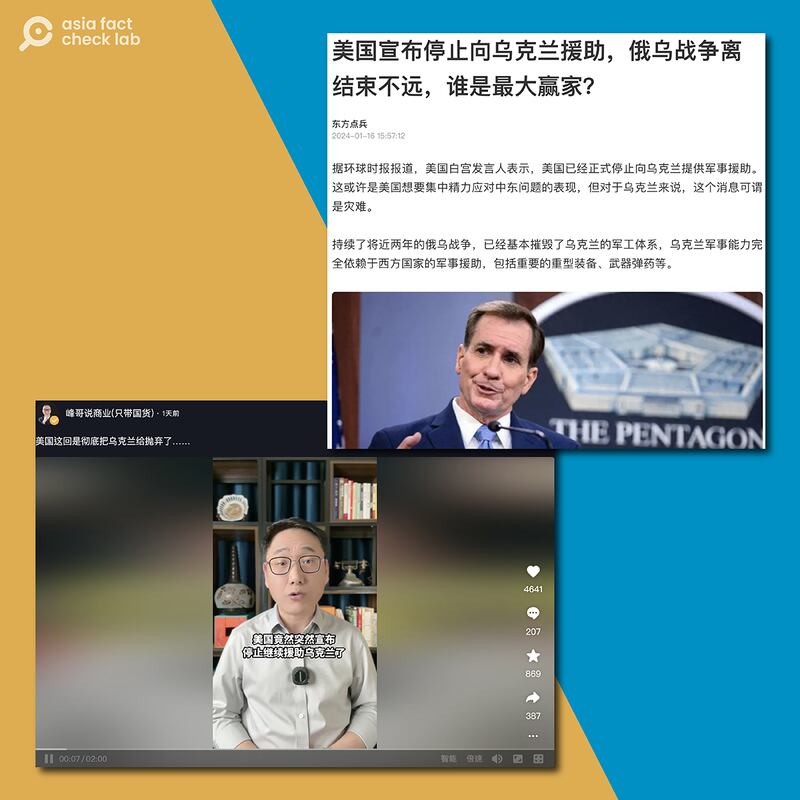 asia fact
check lab
美国宣布停止向乌克兰援助，俄乌战争离
结束不远，谁是最大赢家？
东方点兵
2024-01-16 15:57:12
据环球时报报道，美国白宫发言人表示，美国已经正式停止向乌克兰提供军事援助。
这或许是美国想要集中精力应对中东问题的表现，但对于乌克兰来说，这个消息可谓
是灾难。
持续了将近两年的俄乌战争，已经基本摧毁了乌克兰的军工体系，乌克兰军事能力完
全依赖于西方国家的军事援助，包括重要的重型装备、武器弹药等。
THE PENTAGON
峰哥说商业(只带国货) · 1天前
美国这回是彻底把乌克兰给抛弃了……
美国竟然突然宣布
停止继续援助乌克兰了
4641
207
869
387
00:07 / 02:00
智能 倍速